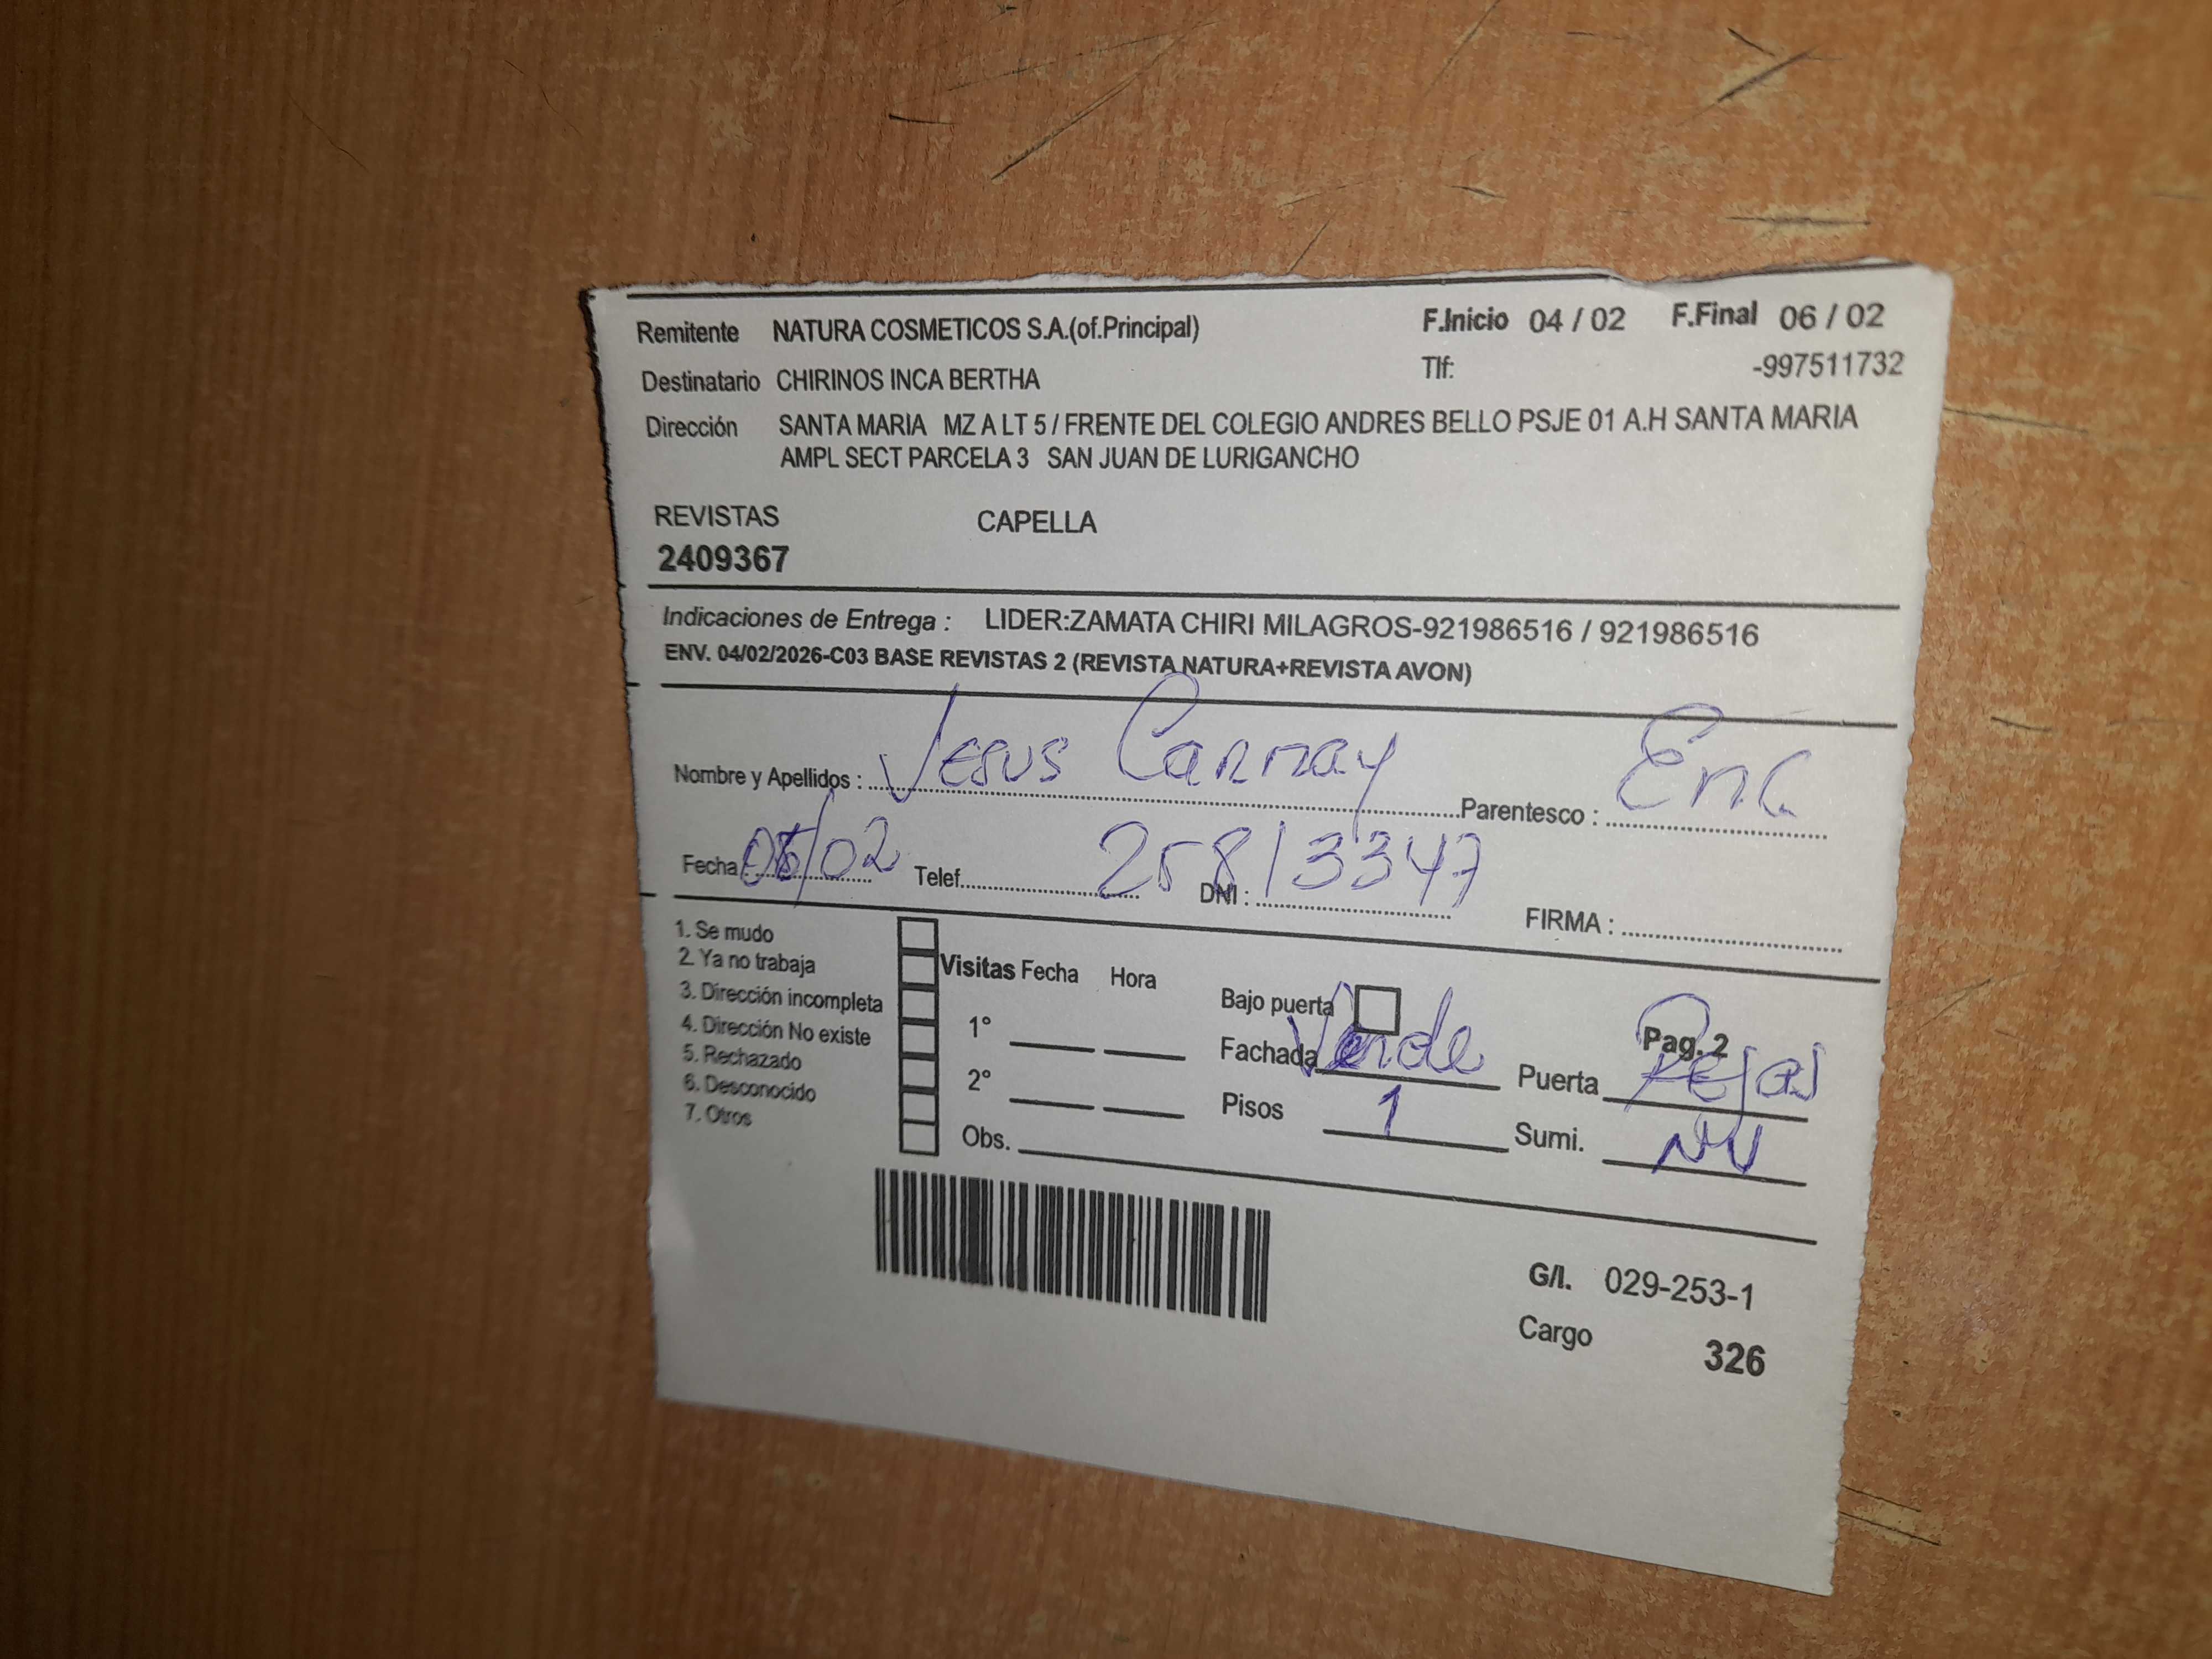 Remitente NATURA COSMETICOS S.A.(of.Principal) F.Inicio 04 / 02 F.Final 06 / 02
Destinatario CHIRINOS INCA BERTHA Tlf: -997511732
Dirección SANTA MARIA MZ A LT 5 / FRENTE DEL COLEGIO ANDRES BELLO PSJE 01 A.H SANTA MARIA
AMPL SECT PARCELA 3 SAN JUAN DE LURIGANCHO
REVISTAS CAPELLA
2409367
Indicaciones de Entrega : LIDER:ZAMATA CHIRI MILAGROS-921986516 / 921986516
ENV. 04/02/2026-C03 BASE REVISTAS 2 (REVISTA NATURA+REVISTA AVON)
Nombre y Apellidos : Jesus Parentesco : Enc
Fecha : /02 Telef. DNI : 25813347 FIRMA :
1. Se mudo
2. Ya no trabaja
3. Dirección incompleta
4. Dirección No existe
5. Rechazado
6. Desconocido
7. Otros
Visitas Fecha Hora
1°
2°
Obs.
Bajo puerta Pag. 2
Fachada Verde Puerta Rejas
Pisos 1 Sumi. NV
G/I. 029-253-1
Cargo 326